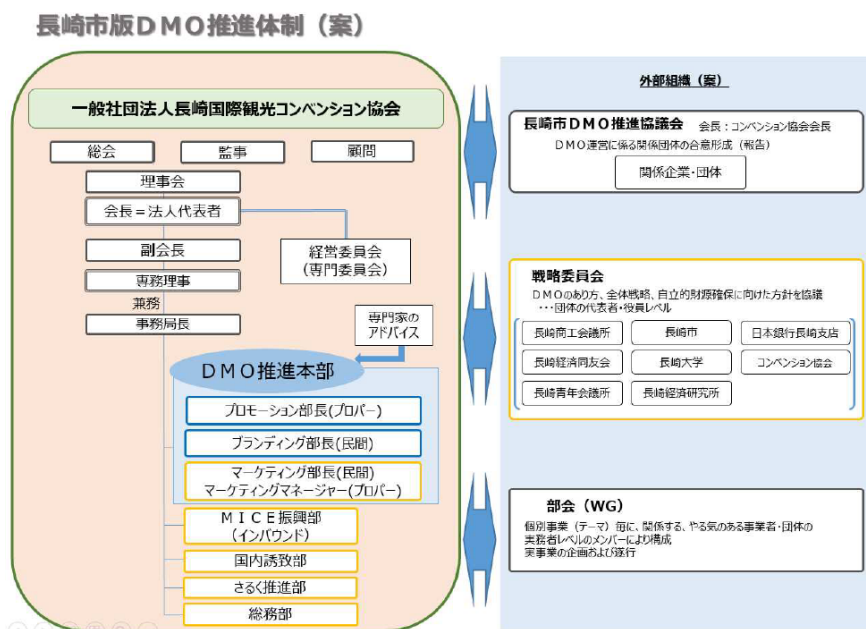 長崎市版DMO推進体制（案）
一般社団法人長崎国際観光コンベンション協会
総会
監事
顧問
理事会
会長＝法人代表者
副会長
専務理事
兼務
事務局長
経営委員会
(専門委員会)
専門家の
アドバイス
DMO推進本部
プロモーション部長(プロパー)
ブランディング部長(民間)
マーケティング部長(民間)
マーケティングマネージャー(プロパー)
MICE振興部
(インバウンド)
国内誘致部
さるく推進部
総務部
外部組織（案）
長崎市DMO推進協議会 会長：コンベンション協会会長
DMO運営に係る関係団体の合意形成（報告）
関係企業・団体
戦略委員会
DMOのあり方、全体戦略、自立的財源確保に向けた方針を協議
・・・団体の代表者・役員レベル
長崎商工会議所
長崎市
日本銀行長崎支店
長崎経済同友会
長崎大学
コンベンション協会
長崎青年会議所
長崎経済研究所
部会（WG）
個別事業（テーマ）毎に、関係する、やる気のある事業者・団体の
実務者レベルのメンバーにより構成
実事業の企画および遂行